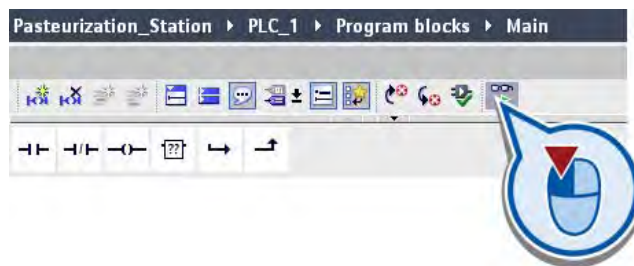 Pasteurization_Station ▸ PLC_1 ▸ Program blocks ▸ Main
??